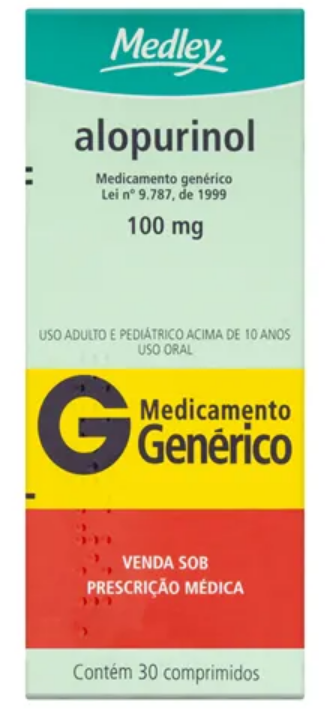 Medley.
alopurinol
Medicamento genérico
Lei nº 9.787, de 1999
100 mg
USO ADULTO E PEDIÁTRICO ACIMA DE 10 ANOS
USO ORAL
G Medicamento
Genérico
VENDA SOB
PRESCRIÇÃO MÉDICA
Contém 30 comprimidos